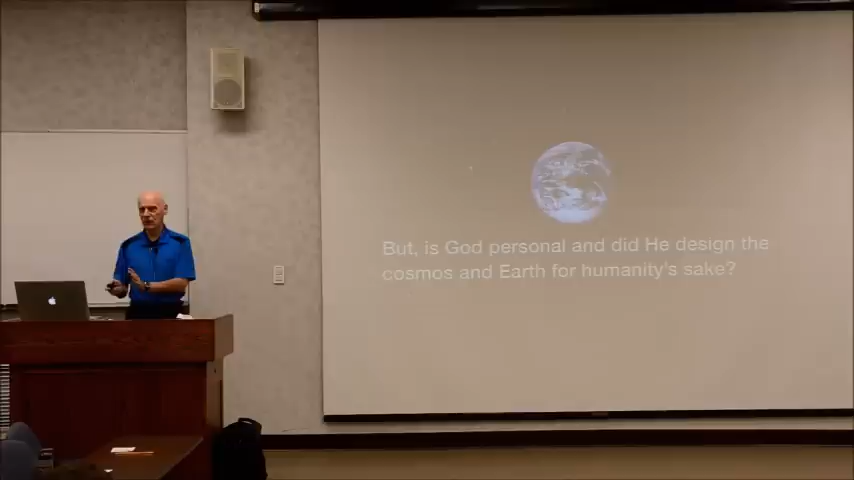 But, is God personal and did He design the
cosmos and Earth for humanity's sake?